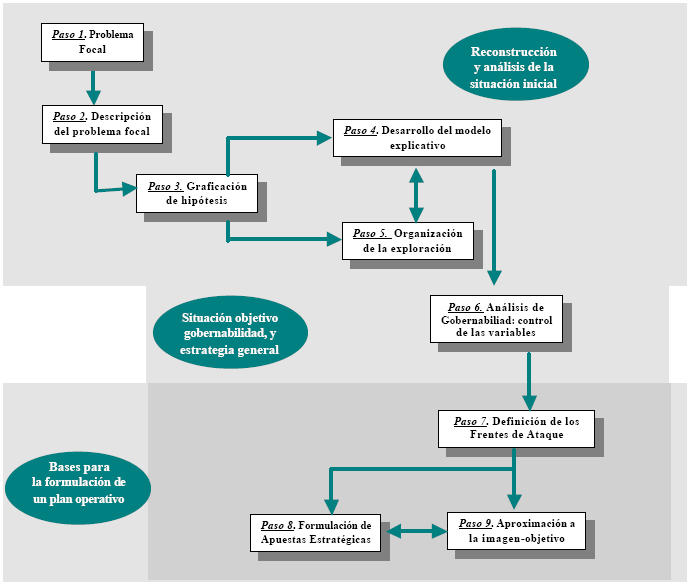 Paso 1. Problema
Focal
Reconstrucción
y análisis de la
situación inicial
Paso 2. Descripción
del problema focal
Paso 4. Desarrollo del modelo
explicativo
Paso 3. Graficación
de hipótesis
Paso 5. Organización
de la exploración
Situación objetivo
gobernabilidad, y
estrategia general
Paso 6. Análisis de
Gobernabiliad: control
de las variables
Paso 7. Definición de los
Frentes de Ataque
Bases para
la formulación de
un plan operativo
Paso 8. Formulación de
Apuestas Estratégicas
Paso 9. Aproximación a
la imagen-objetivo